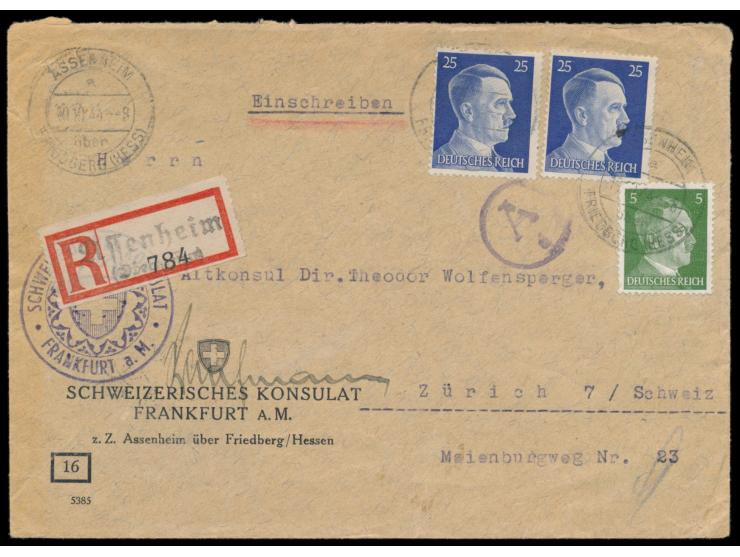 ASSENHEIM
a
über
FRIEDBERG (HESS)
Einschreiben
25 25
DEUTSCHES REICH
25 25
DEUTSCHES REICH
5
DEUTSCHES REICH
Herrn
R
Assenheim
784
A
Altkonsul Dir. Theodor Wolfensperger,
FRANKFURT a. M.
SCHWEIZERISCHES KONSULAT
FRANKFURT A.M.
z. Z. Assenheim über Friedberg/Hessen
Zürich 7 / Schweiz
Meienburgweg Nr. 23
16
5385